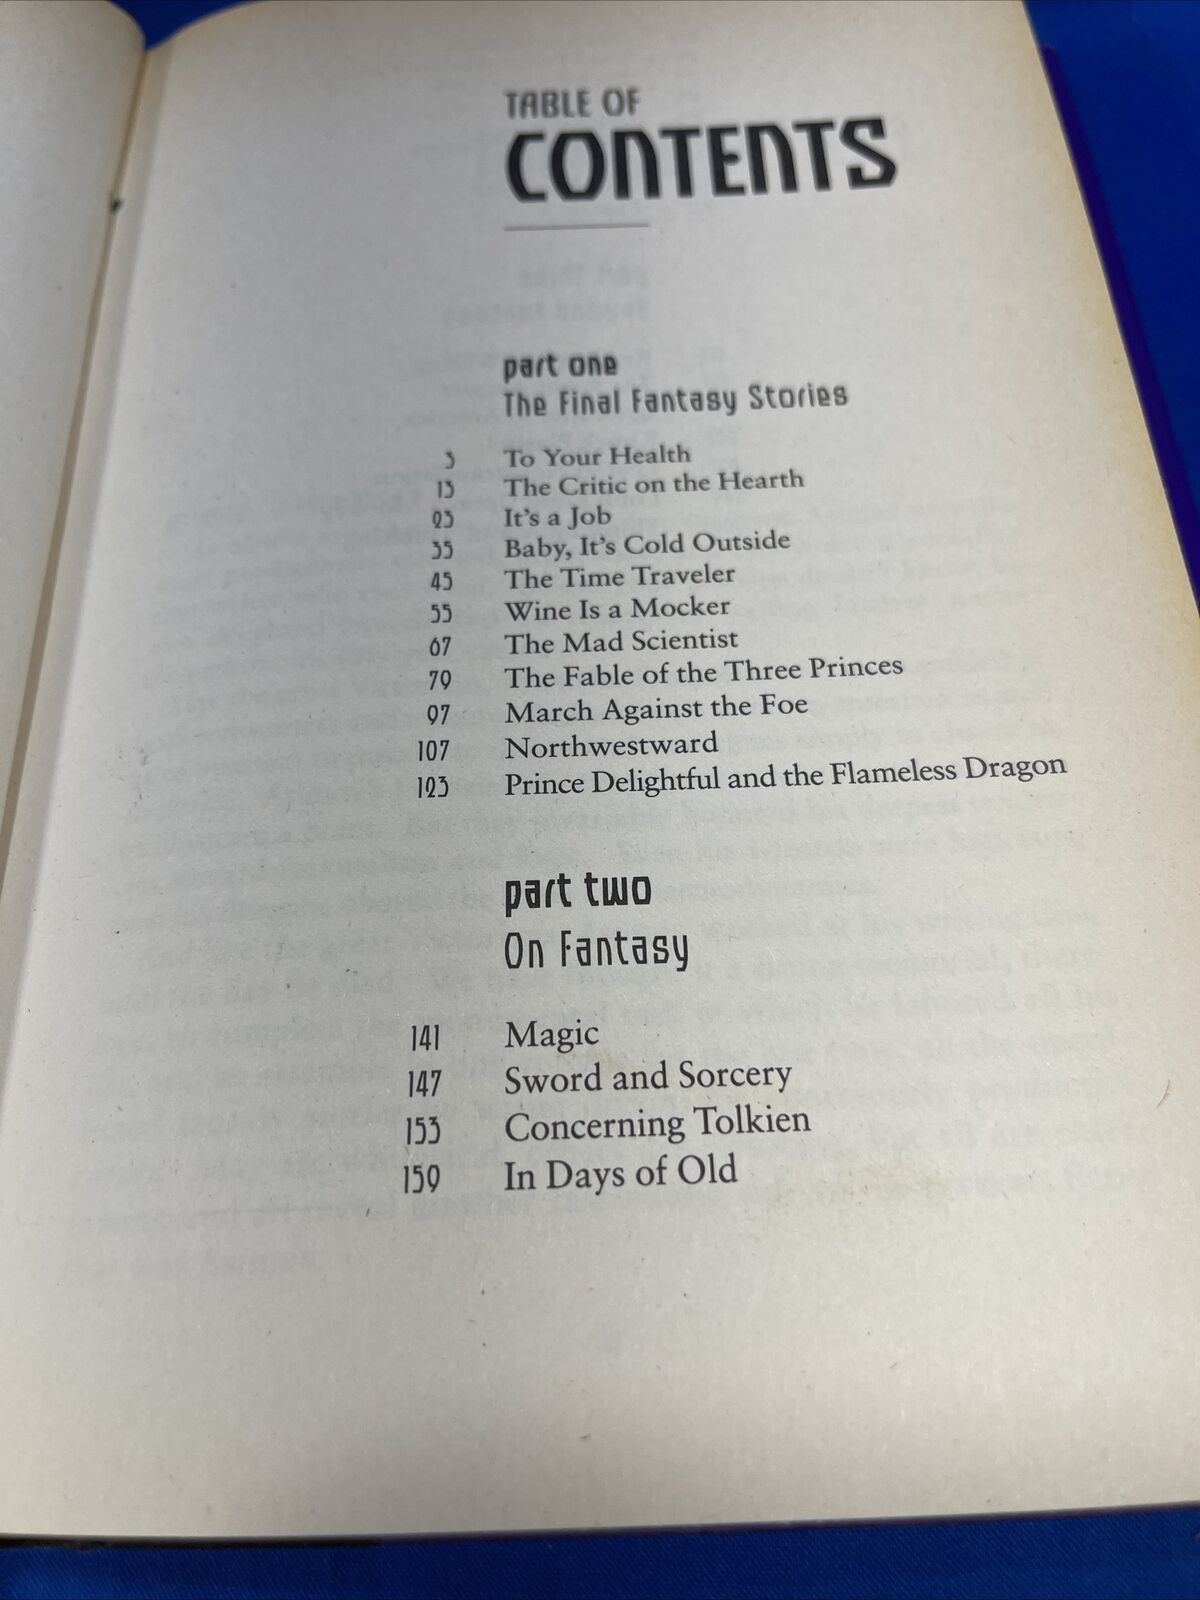 TABLE OF
CONTENTS
part one
The Final Fantasy Stories
3 To Your Health
13 The Critic on the Hearth
23 It's a Job
35 Baby, It's Cold Outside
45 The Time Traveler
55 Wine Is a Mocker
67 The Mad Scientist
79 The Fable of the Three Princes
97 March Against the Foe
107 Northwestward
123 Prince Delightful and the Flameless Dragon
part two
On Fantasy
141 Magic
147 Sword and Sorcery
153 Concerning Tolkien
159 In Days of Old